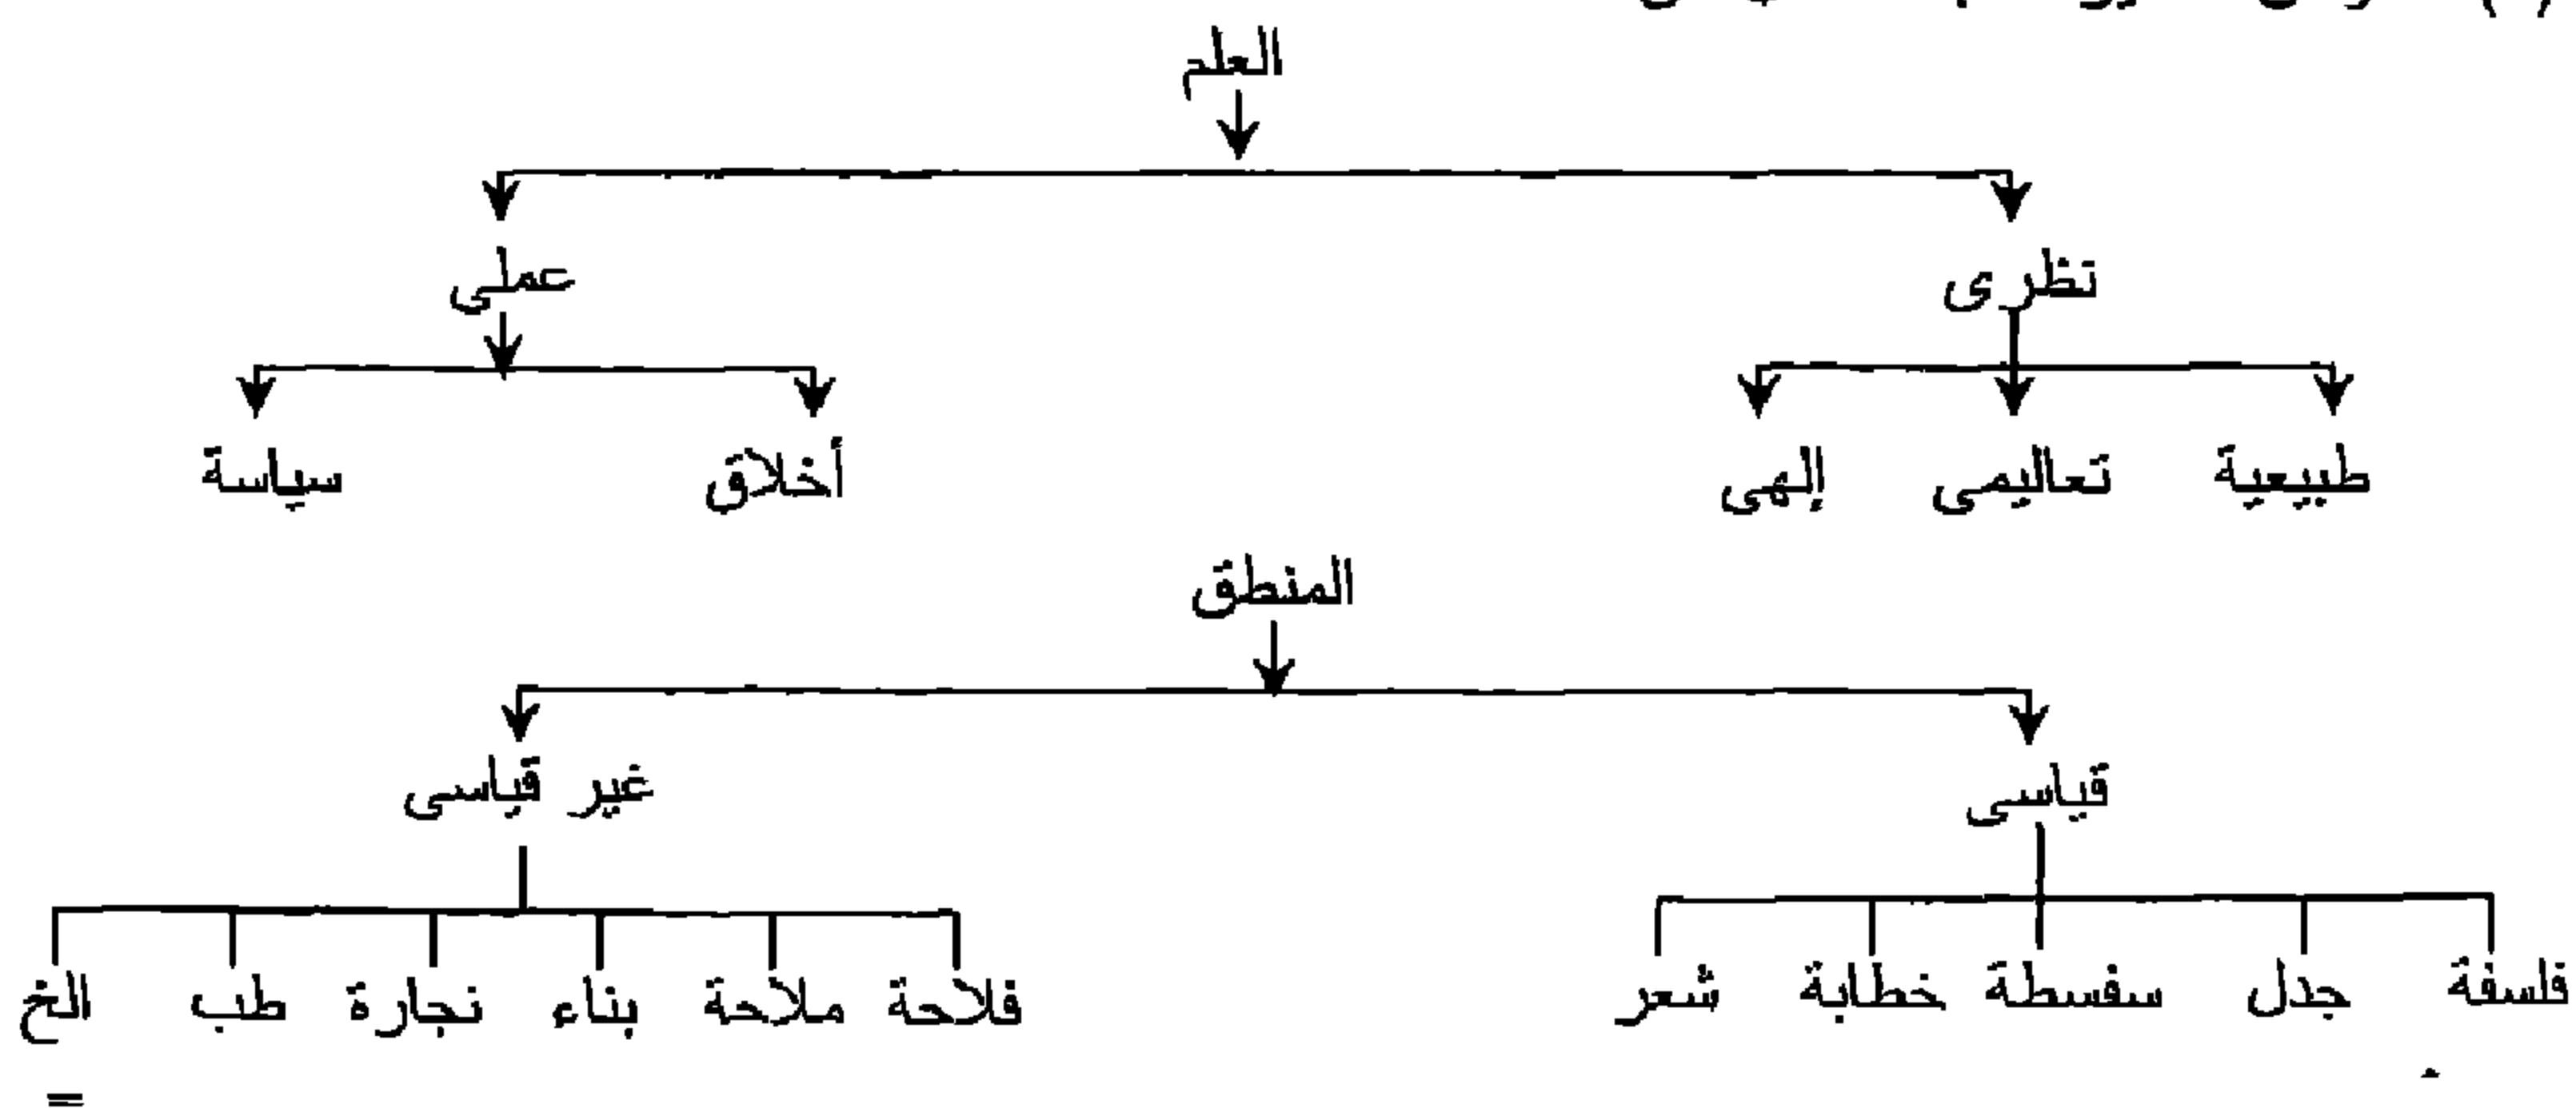 العلم
نظرى عملى
طبيعية تعاليمى إلهى أخلاق سياسة
المنطق
قياسى غير قياسى
فلسفة جدل سفسطة خطابة شعر فلاحة ملاحة بناء نجارة طب الخ
=